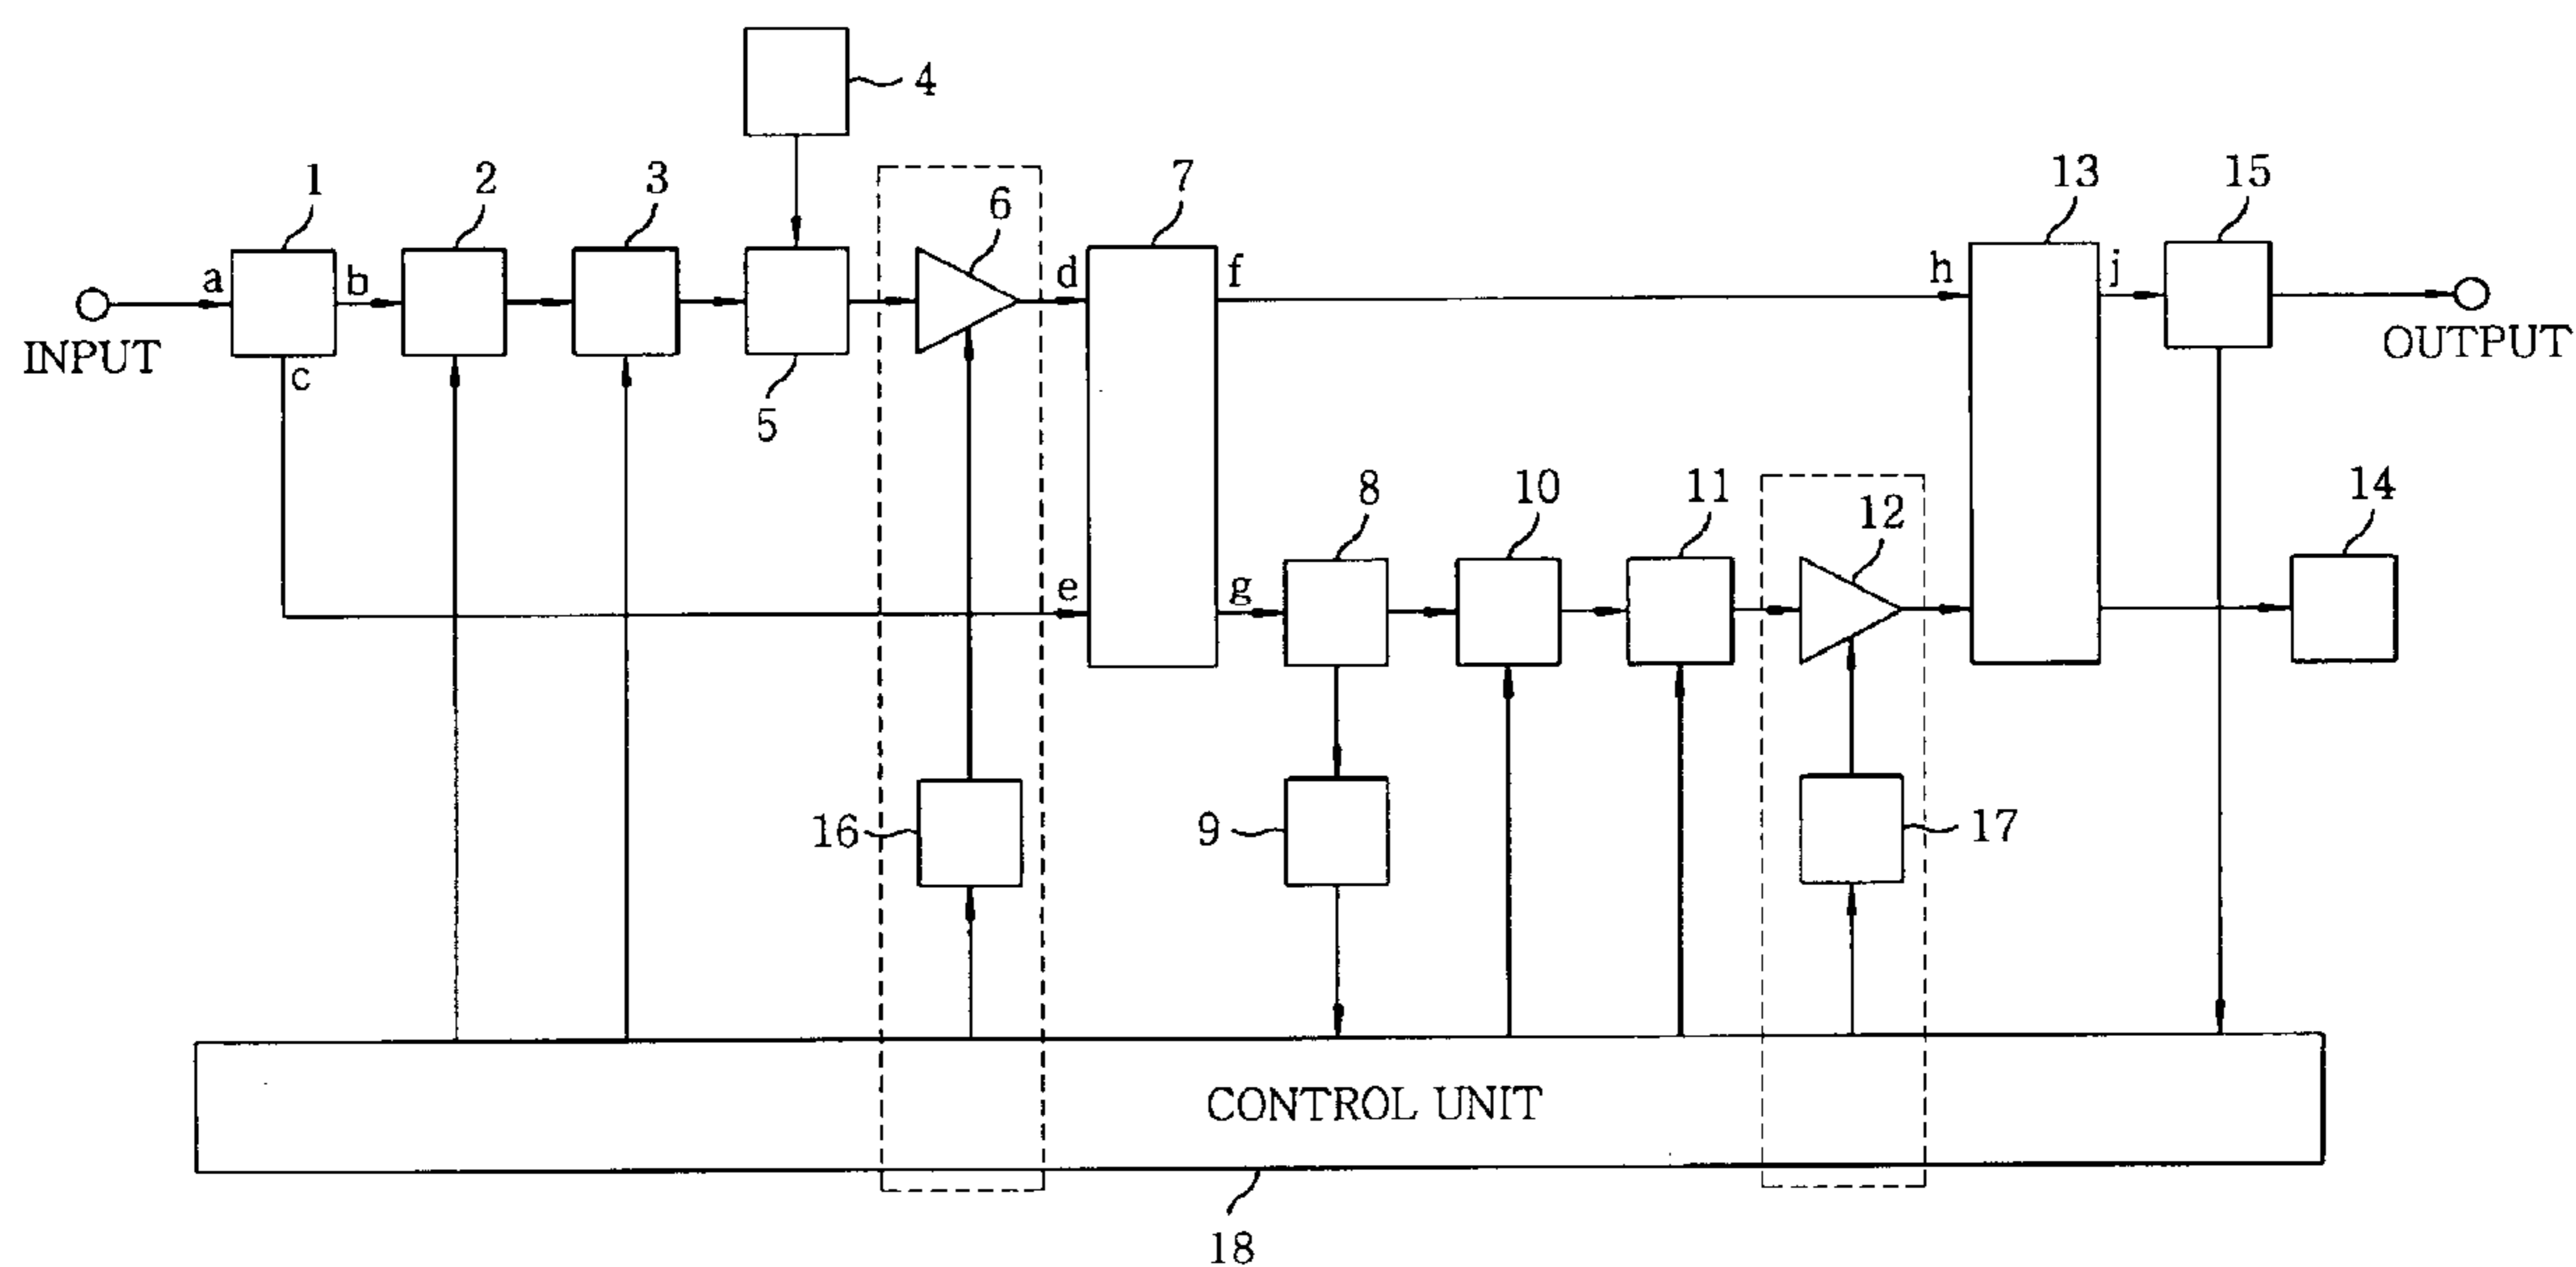 4
1 2 3 6 7 13 15
a b d f h j
INPUT c OUTPUT
5
8 10 11 12 14
e g
16 9 17
CONTROL UNIT
18